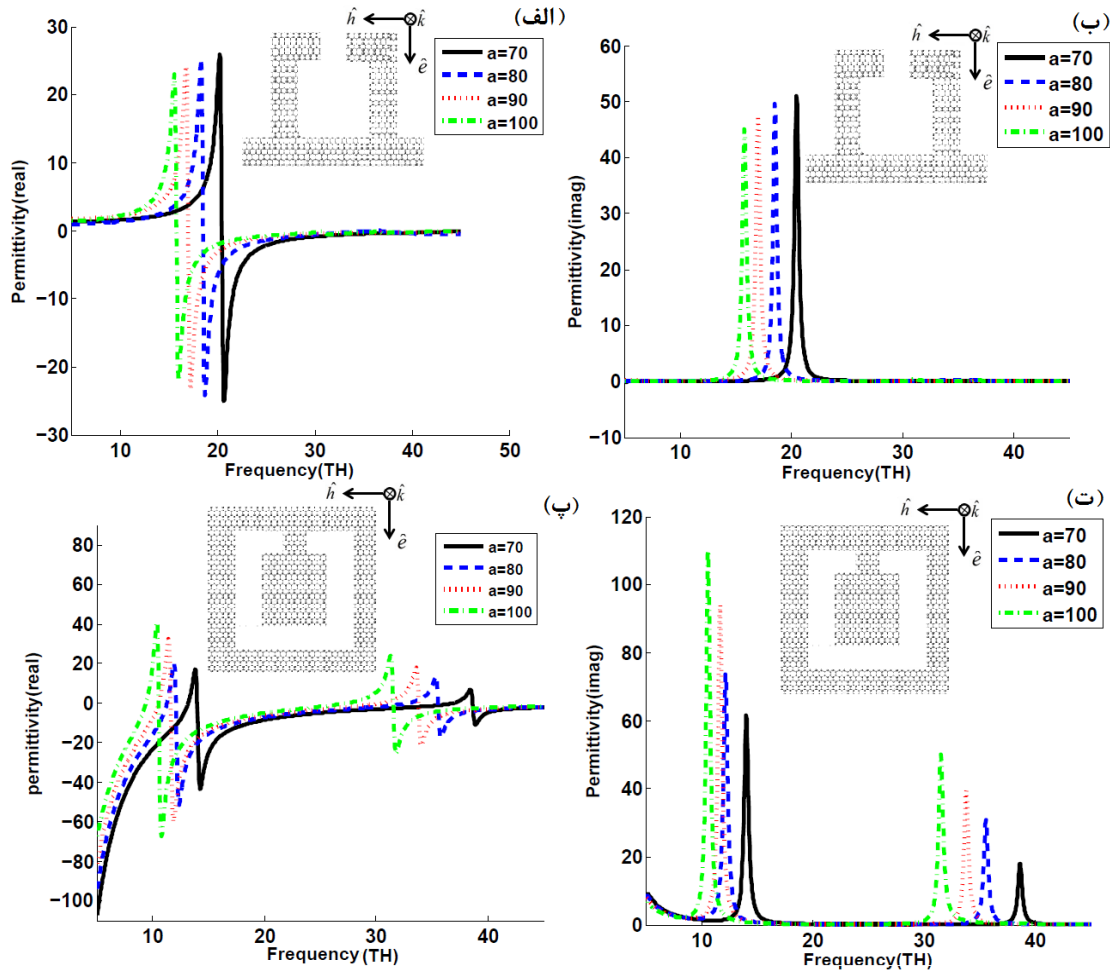 (الف)
ĥ
k̂
ê
a=70
a=80
a=90
a=100
Permittivity(real)
30
20
10
0
−10
−20
−30
10
20
30
40
50
Frequency(TH)
(ب)
ĥ
k̂
ê
a=70
a=80
a=90
a=100
Permittivity(imag)
60
50
40
30
20
10
0
−10
10
20
30
40
Frequency(TH)
(پ)
ĥ
k̂
ê
a=70
a=80
a=90
a=100
permittivity(real)
80
60
40
20
0
−20
−40
−60
−80
−100
10
20
30
40
Frequency(TH)
(ت)
ĥ
k̂
ê
a=70
a=80
a=90
a=100
Permittivity(imag)
120
100
80
60
40
20
0
10
20
30
40
Frequency(TH)